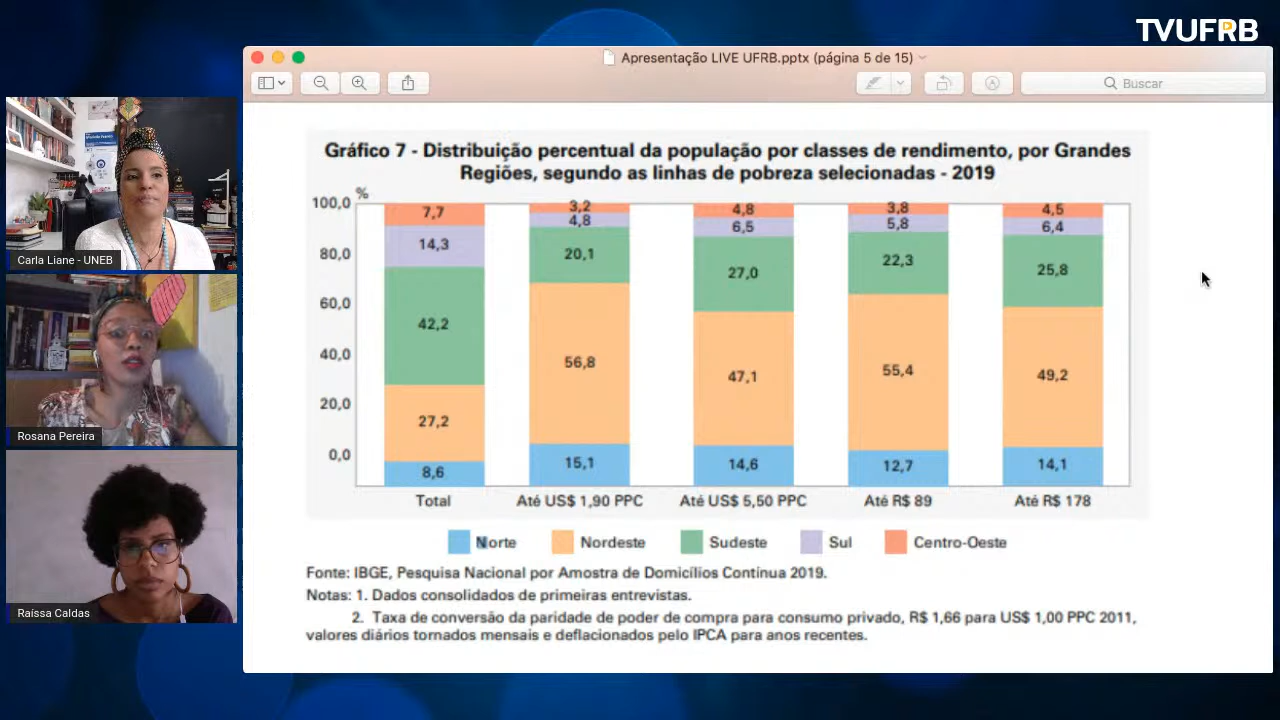 TVUFRB
Apresentação LIVE UFRB.pptx (página 5 de 15)
Buscar
Carla Liane - UNEB
Rosana Pereira
Raíssa Caldas
Gráfico 7 - Distribuição percentual da população por classes de rendimento, por Grandes
Regiões, segundo as linhas de pobreza selecionadas - 2019
%
100,0
80,0
60,0
40,0
20,0
0,0
7,7
14,3
42,2
27,2
8,6
3,2
4,8
20,1
56,8
15,1
4,8
6,5
27,0
47,1
14,6
3,8
5,8
22,3
55,4
12,7
4,5
6,4
25,8
49,2
14,1
Total
Até US$ 1,90 PPC
Até US$ 5,50 PPC
Até R$ 89
Até R$ 178
Norte
Nordeste
Sudeste
Sul
Centro-Oeste
Fonte: IBGE, Pesquisa Nacional por Amostra de Domicílios Contínua 2019.
Notas: 1. Dados consolidados de primeiras entrevistas.
2. Taxa de conversão da paridade de poder de compra para consumo privado, R$ 1,66 para US$ 1,00 PPC 2011,
valores diários tornados mensais e deflacionados pelo IPCA para anos recentes.